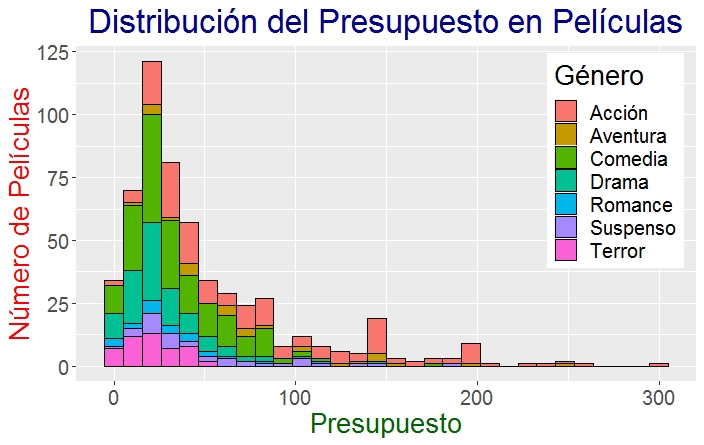 Distribución del Presupuesto en Películas
Número de Películas
125
100
75
50
25
0
0
100
200
300
Presupuesto
Género
Acción
Aventura
Comedia
Drama
Romance
Suspenso
Terror